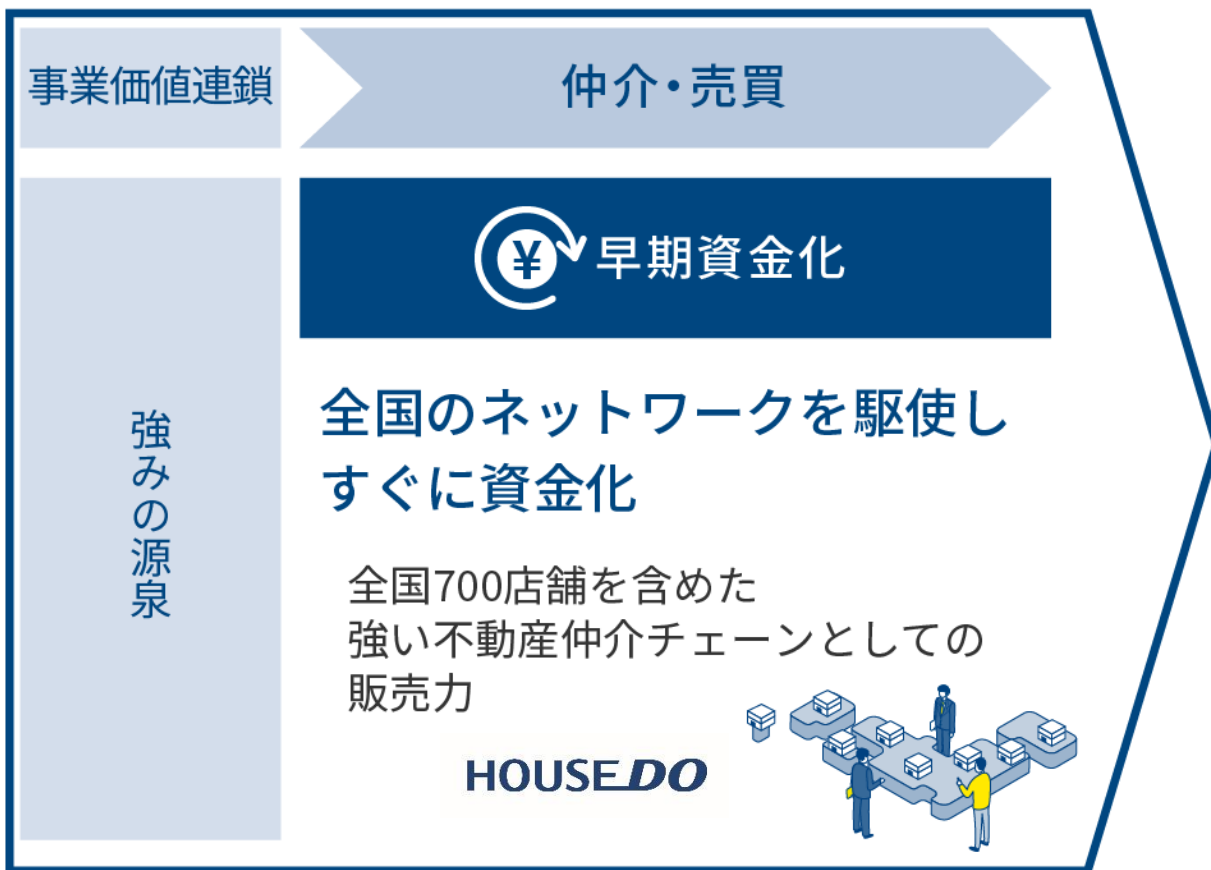 事業価値連鎖
仲介・売買
強みの源泉
¥早期資金化
全国のネットワークを駆使し
すぐに資金化
全国700店舗を含めた
強い不動産仲介チェーンとしての
販売力
HOUSEDO